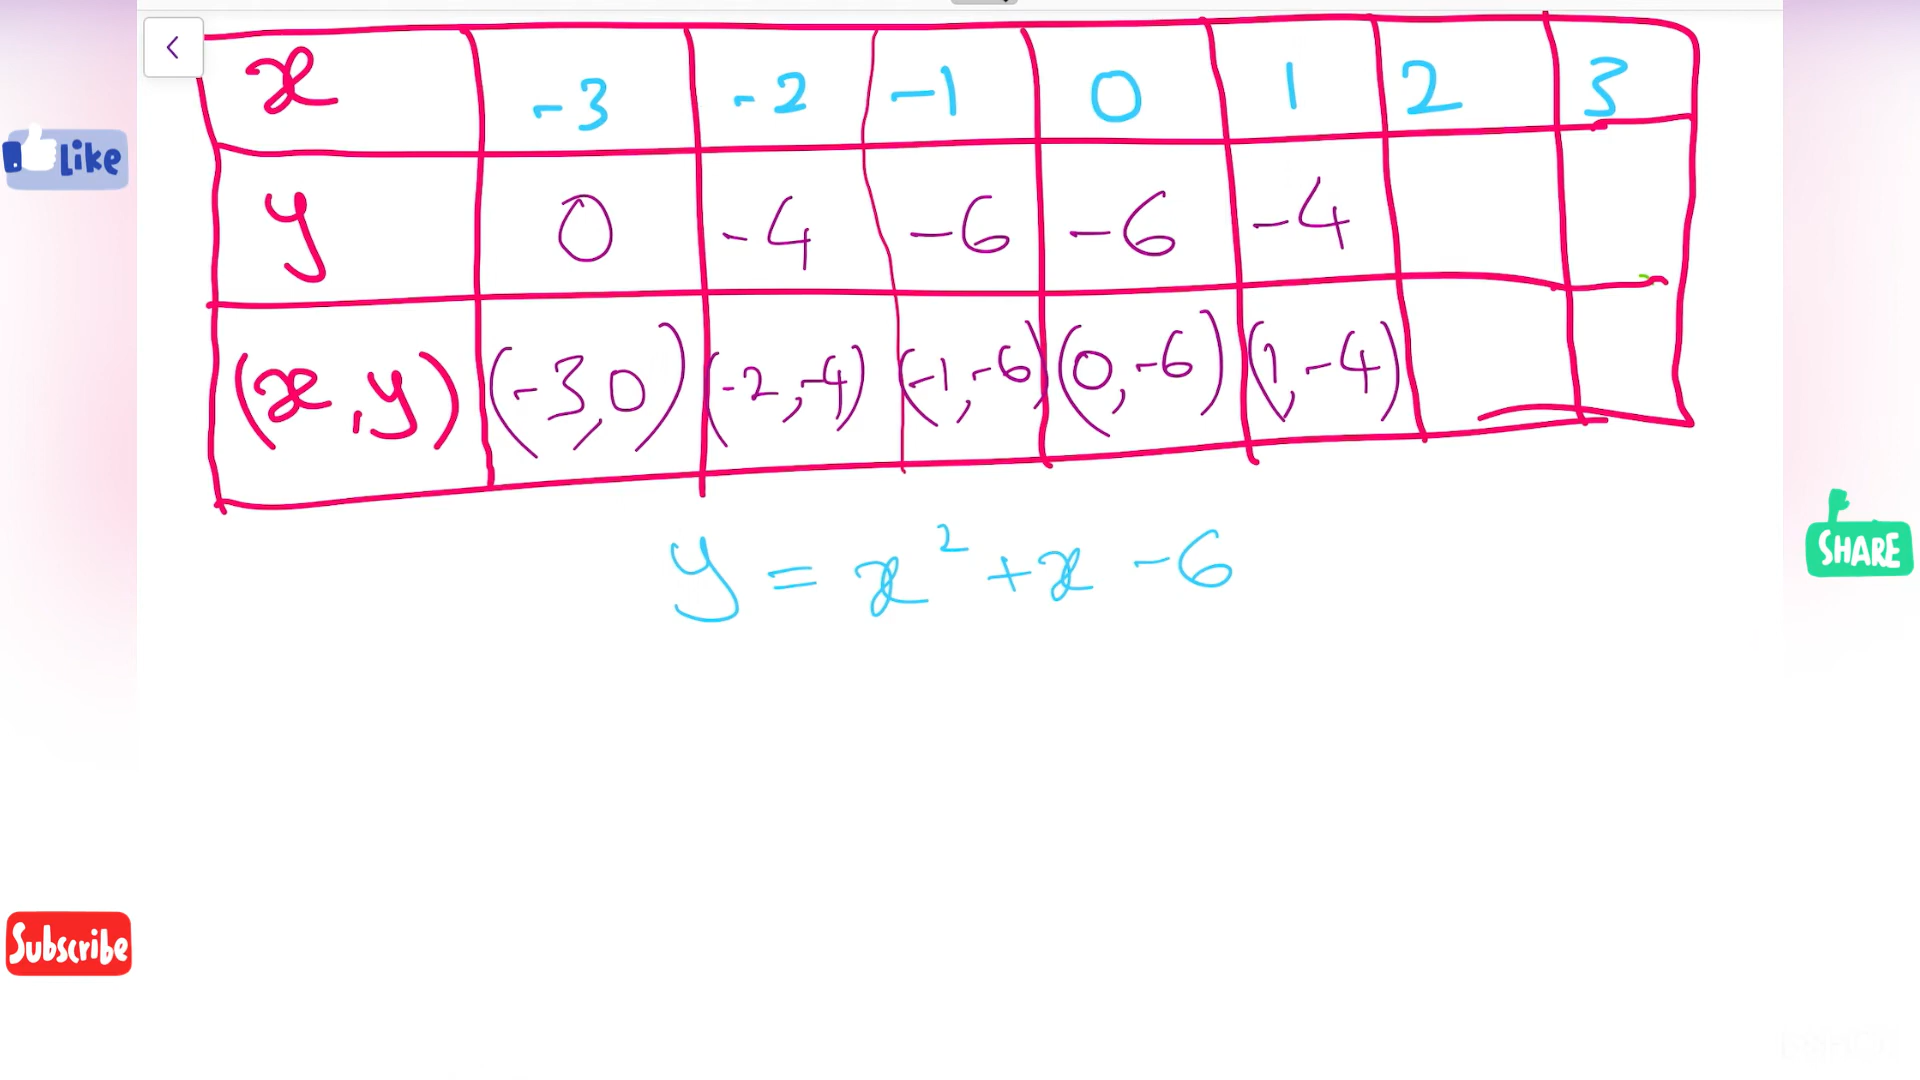 x -3 -2 -1 0 1 2 3
y 0 -4 -6 -6 -4
(x,y) (-3,0) (-2,-4) (-1,-6) (0,-6) (1,-4)
y = x² + x - 6
Like
SHARE
Subscribe